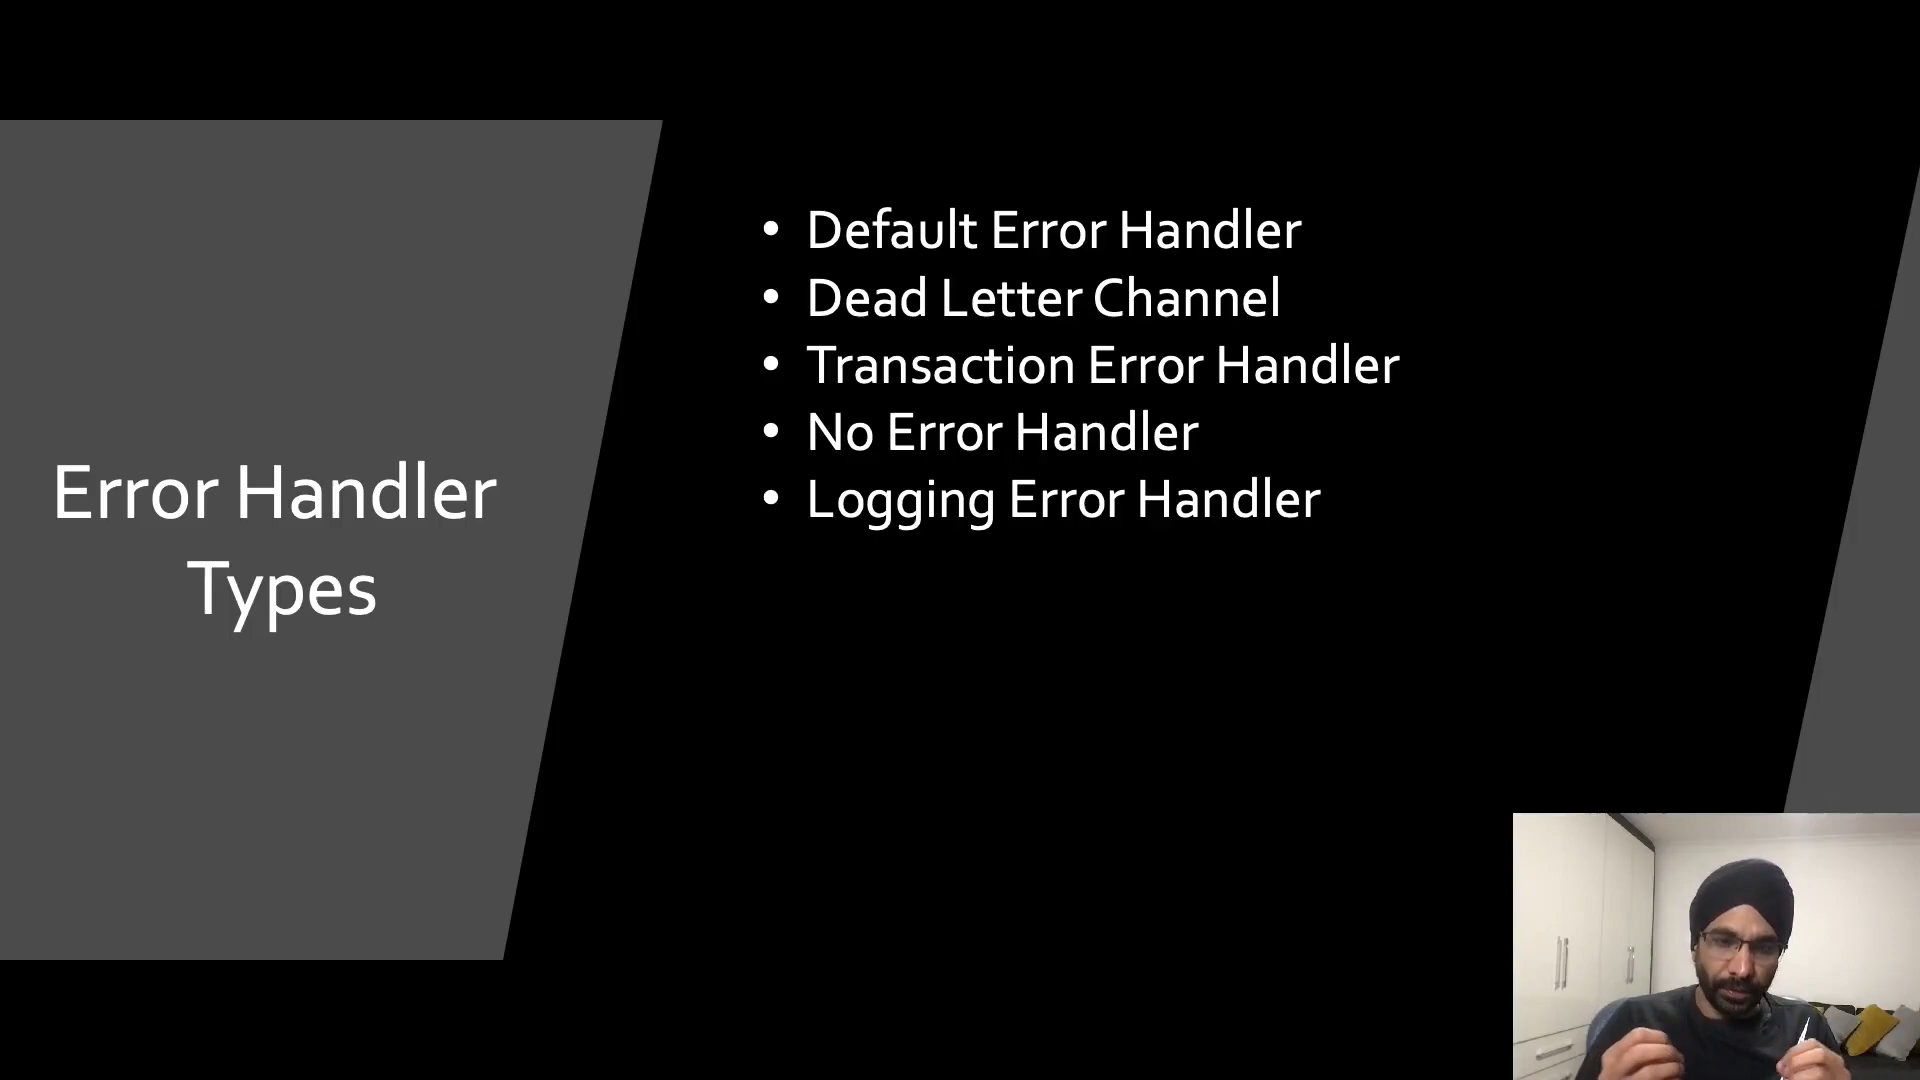 Error Handler
Types
• Default Error Handler
• Dead Letter Channel
• Transaction Error Handler
• No Error Handler
• Logging Error Handler